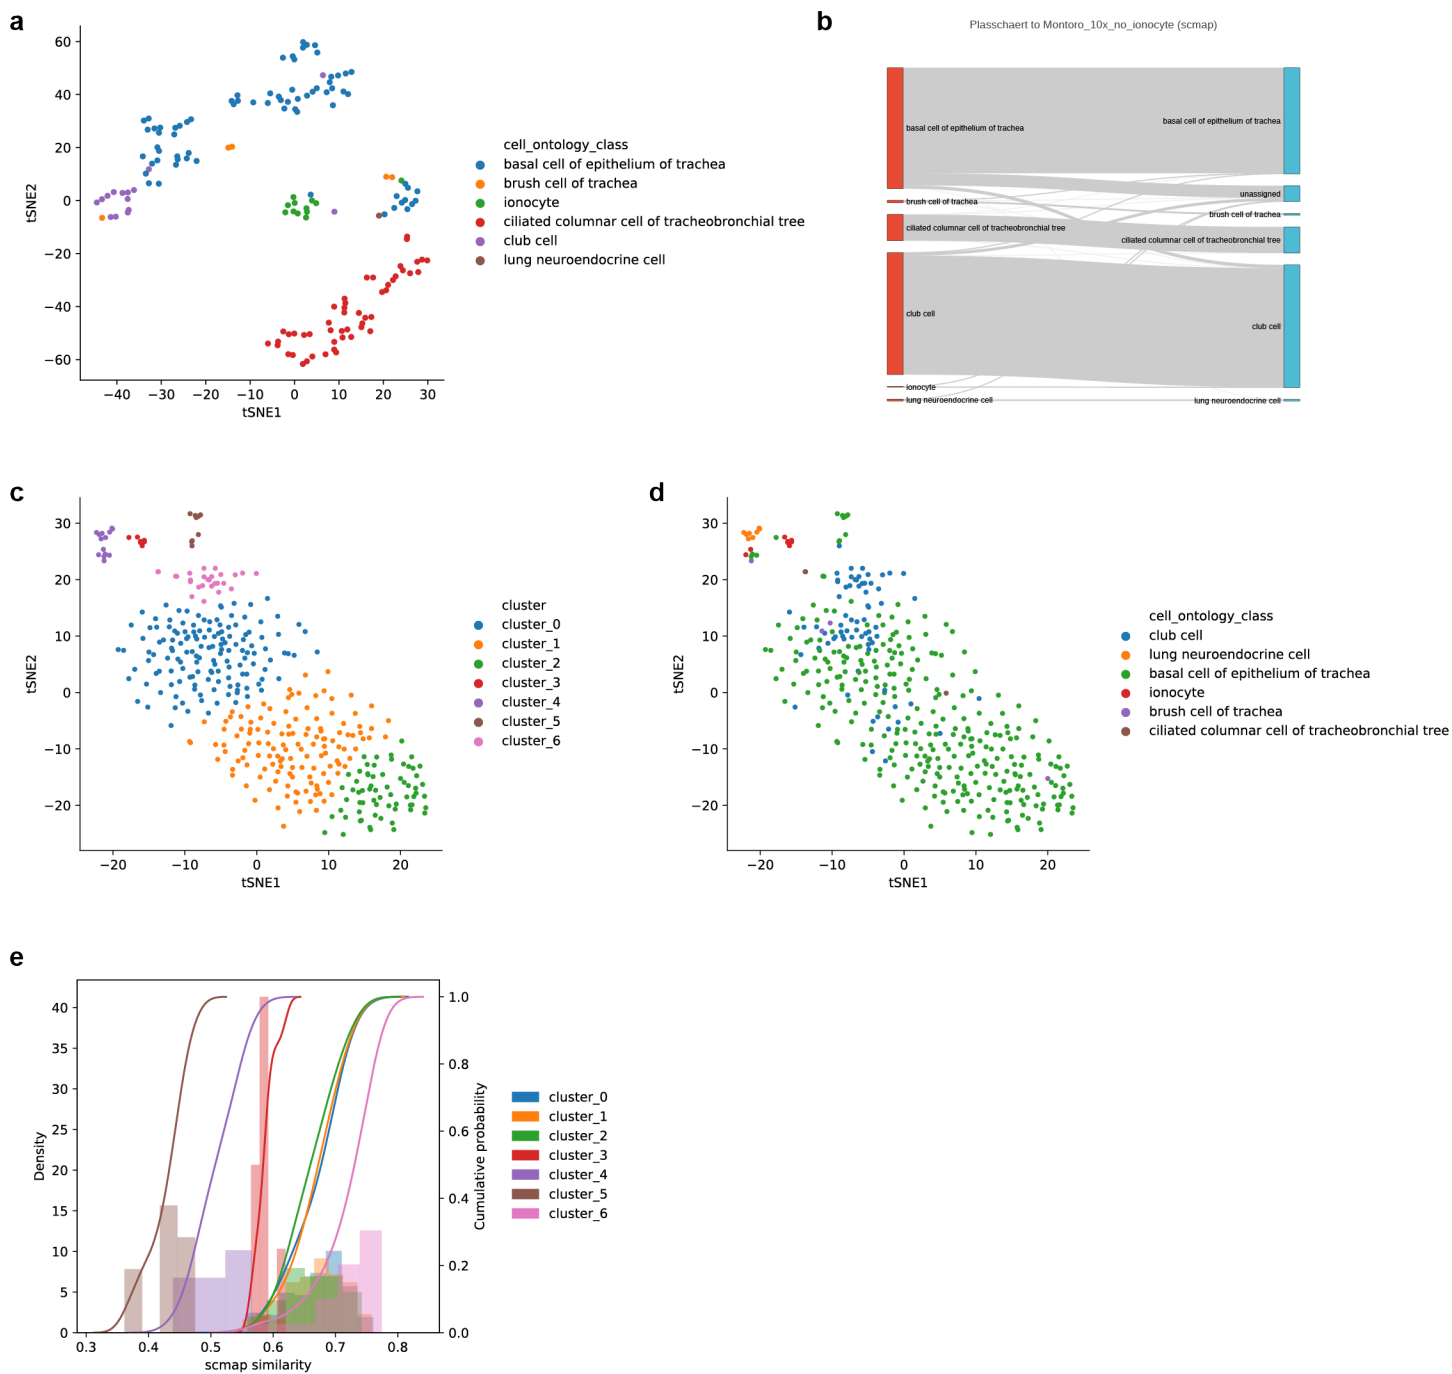 a
60
40
20
0
−20
−40
−60
tSNE2
−40 −30 −20 −10 0 10 20 30
tSNE1
cell_ontology_class
basal cell of epithelium of trachea
brush cell of trachea
ionocyte
ciliated columnar cell of tracheobronchial tree
club cell
lung neuroendocrine cell
b
Plasschaert to Montoro_10x_no_ionocyte (scmap)
basal cell of epithelium of trachea
brush cell of trachea
ciliated columnar cell of tracheobronchial tree
club cell
ionocyte
lung neuroendocrine cell
basal cell of epithelium of trachea
unassigned
brush cell of trachea
ciliated columnar cell of tracheobronchial tree
club cell
lung neuroendocrine cell
c
30
20
10
0
−10
−20
tSNE2
−20 −10 0 10 20
tSNE1
cluster
cluster_0
cluster_1
cluster_2
cluster_3
cluster_4
cluster_5
cluster_6
d
30
20
10
0
−10
−20
tSNE2
−20 −10 0 10 20
tSNE1
cell_ontology_class
club cell
lung neuroendocrine cell
basal cell of epithelium of trachea
ionocyte
brush cell of trachea
ciliated columnar cell of tracheobronchial tree
e
40
35
30
25
20
15
10
5
0
Density
0.3 0.4 0.5 0.6 0.7 0.8
scmap similarity
1.0
0.8
0.6
0.4
0.2
0.0
Cumulative probability
cluster_0
cluster_1
cluster_2
cluster_3
cluster_4
cluster_5
cluster_6